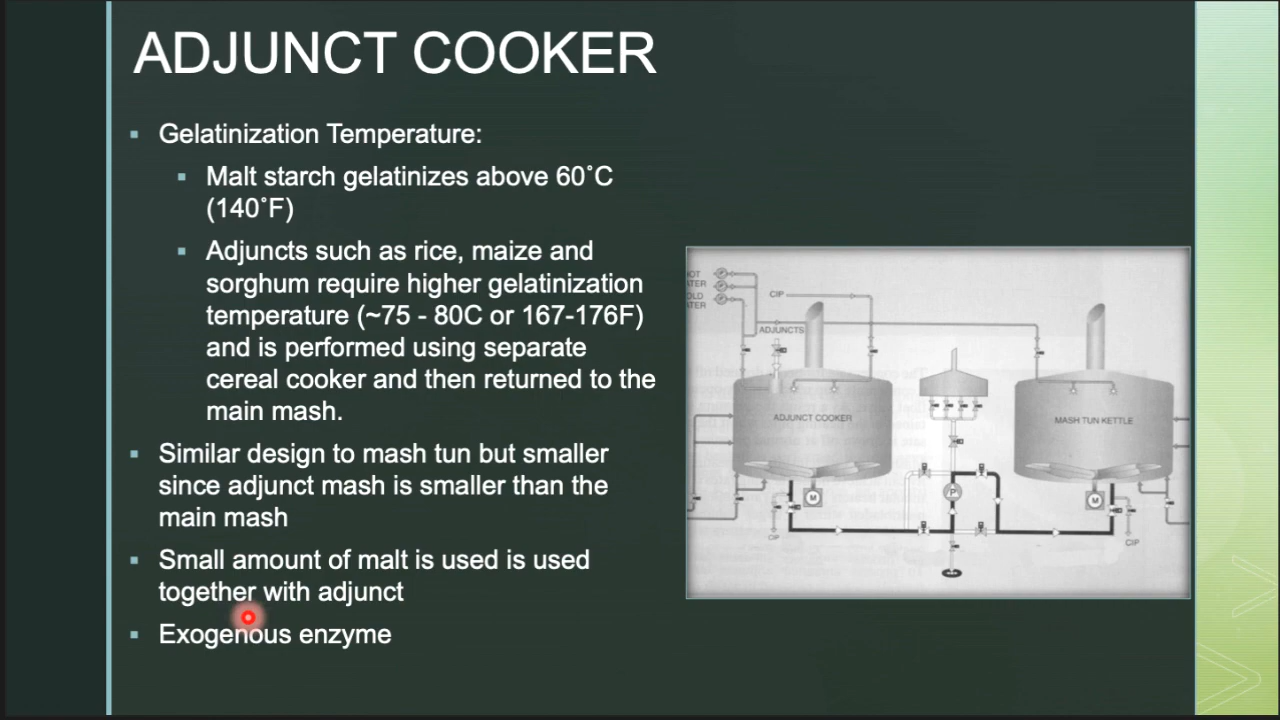 ADJUNCT COOKER
Gelatinization Temperature:
Malt starch gelatinizes above 60˚C
(140˚F)
Adjuncts such as rice, maize and
sorghum require higher gelatinization
temperature (~75 - 80C or 167-176F)
and is performed using separate
cereal cooker and then returned to the
main mash.
Similar design to mash tun but smaller
since adjunct mash is smaller than the
main mash
Small amount of malt is used is used
together with adjunct
Exogenous enzyme
OT
ATER
OLD
ATER
CIP
ADJUNCTS
ADJUNCT COOKER
MASH TUN KETTLE
M
P
M
CIP
CIP